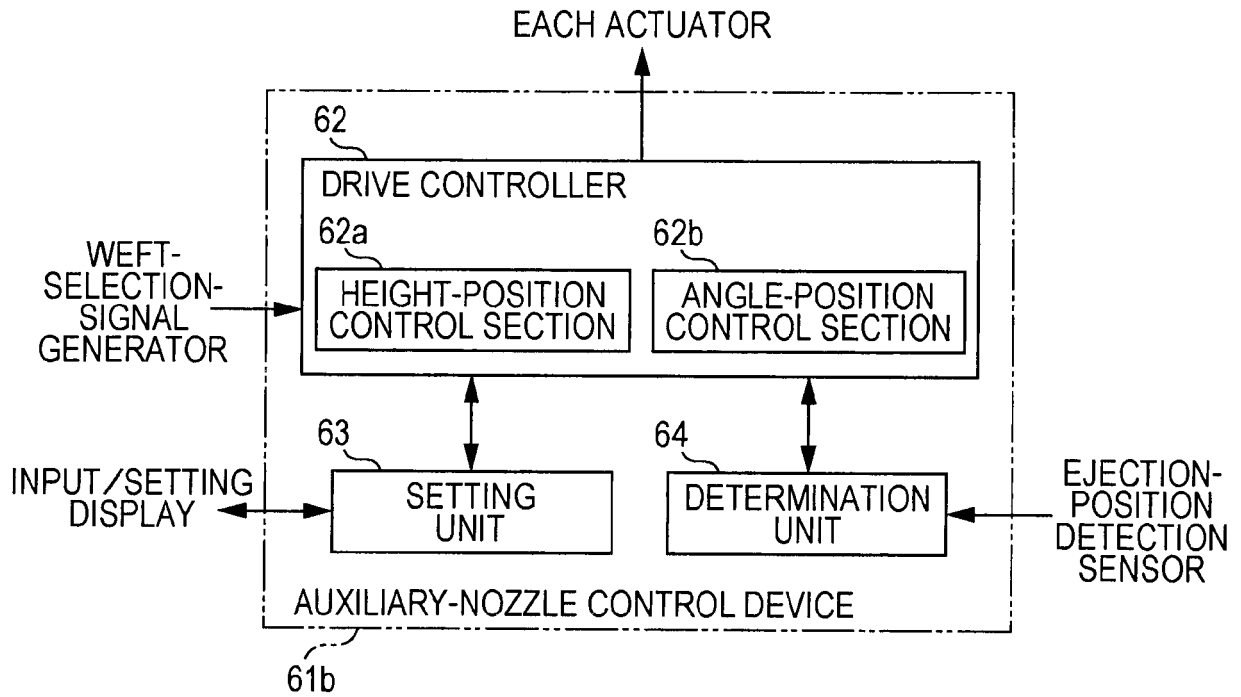 EACH ACTUATOR
62
DRIVE CONTROLLER
62a
62b
WEFT-
SELECTION-
SIGNAL
GENERATOR
HEIGHT-POSITION
CONTROL SECTION
ANGLE-POSITION
CONTROL SECTION
63
64
INPUT/SETTING
DISPLAY
SETTING
UNIT
DETERMINATION
UNIT
EJECTION-
POSITION
DETECTION
SENSOR
AUXILIARY-NOZZLE CONTROL DEVICE
61b